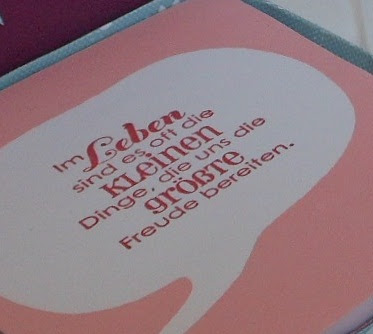 Im Leben
sind es oft die
KLEINEN
Dinge, die uns die
GRÖßTE
Freude bereiten.